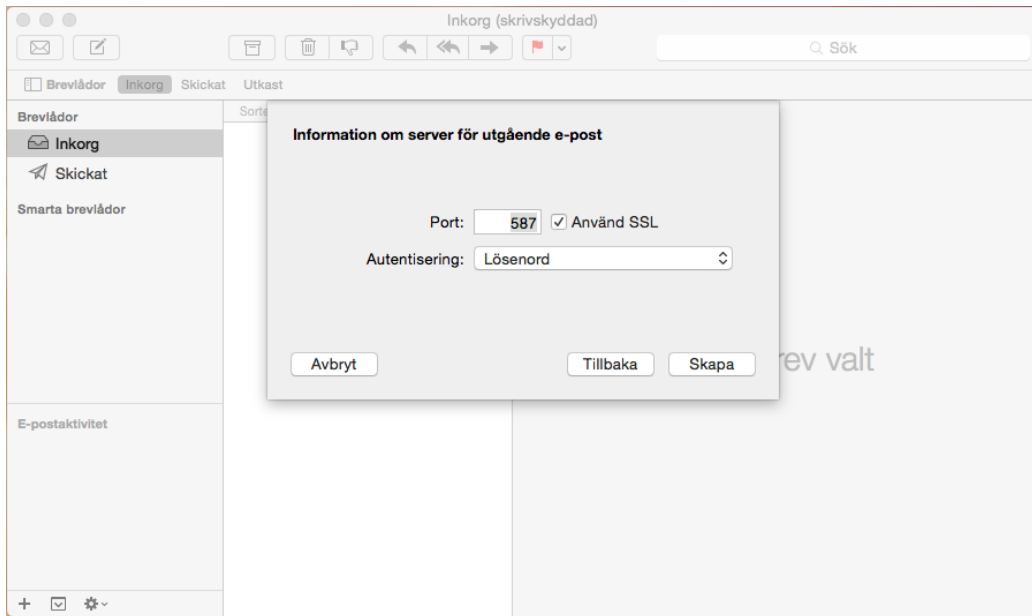 Inkorg (skrivskyddad)
Sök
Brevlådor Inkorg Skickat Utkast
Brevlådor
Inkorg
Skickat
Smarta brevlådor
E-postaktivitet
Information om server för utgående e-post
Port: 587 Använd SSL
Autentisering: Lösenord
Avbryt Tillbaka Skapa
valt